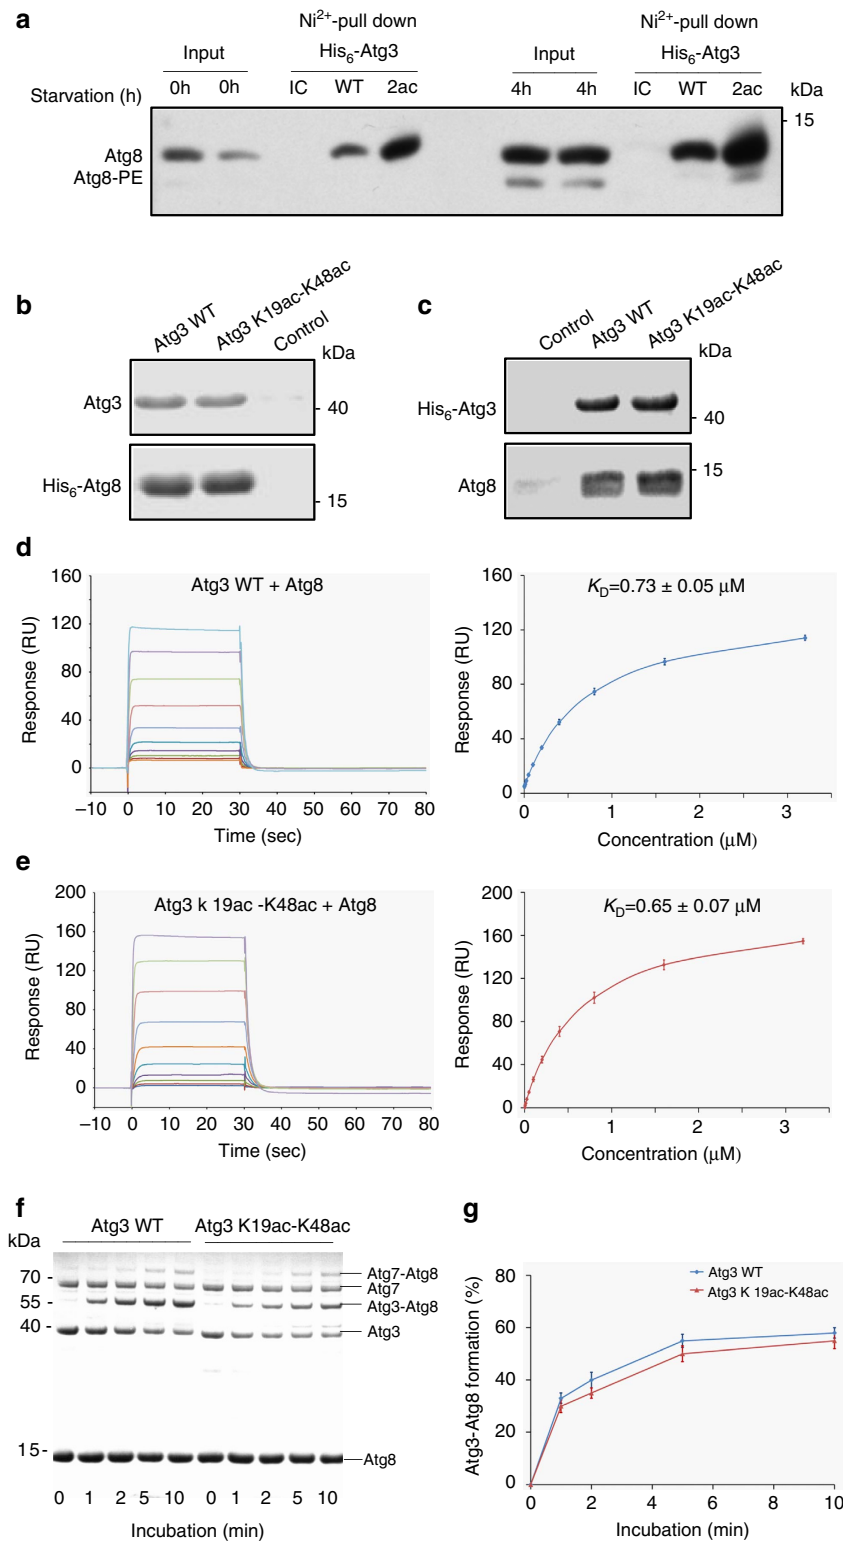 a
Ni2+-pull down
Ni2+-pull down
Input
His6-Atg3
Input
His6-Atg3
Starvation (h)
0h 0h IC WT 2ac 4h 4h IC WT 2ac kDa
15
Atg8
Atg8-PE
b
Atg3 WT
Atg3 K19ac-K48ac
Control
kDa
Atg3
40
His6-Atg8
15
c
Control
Atg3 WT
Atg3 K19ac-K48ac
kDa
His6-Atg3
40
Atg8
15
d
Atg3 WT + Atg8
Response (RU)
160
120
80
40
0
–10 0 10 20 30 40 50 60 70 80
Time (sec)
KD=0.73 ± 0.05 μM
Response (RU)
160
120
80
40
0
0 1 2 3
Concentration (μM)
e
Atg3 k 19ac -K48ac + Atg8
Response (RU)
200
160
120
80
40
0
–10 0 10 20 30 40 50 60 70 80
Time (sec)
KD=0.65 ± 0.07 μM
Response (RU)
200
160
120
80
40
0
0 1 2 3
Concentration (μM)
f
Atg3 WT Atg3 K19ac-K48ac
kDa
70
55
40
15
Atg7-Atg8
Atg7
Atg3-Atg8
Atg3
Atg8
0 1 2 5 10 0 1 2 5 10
Incubation (min)
g
Atg3 WT
Atg3 K 19ac-K48ac
Atg3-Atg8 formation (%)
80
60
40
20
0
0 2 4 6 8 10
Incubation (min)